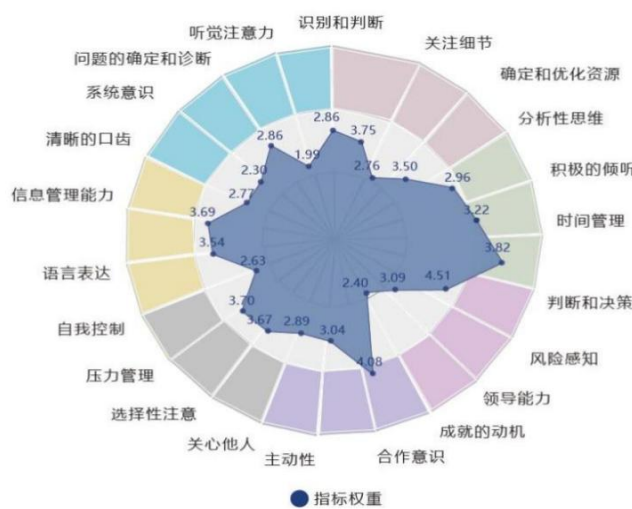 听觉注意力
识别和判断
关注细节
问题的确定和诊断
确定和优化资源
系统意识
分析性思维
清晰的口齿
积极的倾听
信息管理能力
时间管理
语言表达
判断和决策
自我控制
风险感知
压力管理
领导能力
选择性注意
成就的动机
关心他人
合作意识
主动性
2.86
3.75
2.76
3.50
2.96
3.22
3.82
4.51
3.09
2.40
4.08
3.04
2.89
3.67
3.70
2.63
3.54
3.69
2.77
2.30
2.86
1.99
指标权重